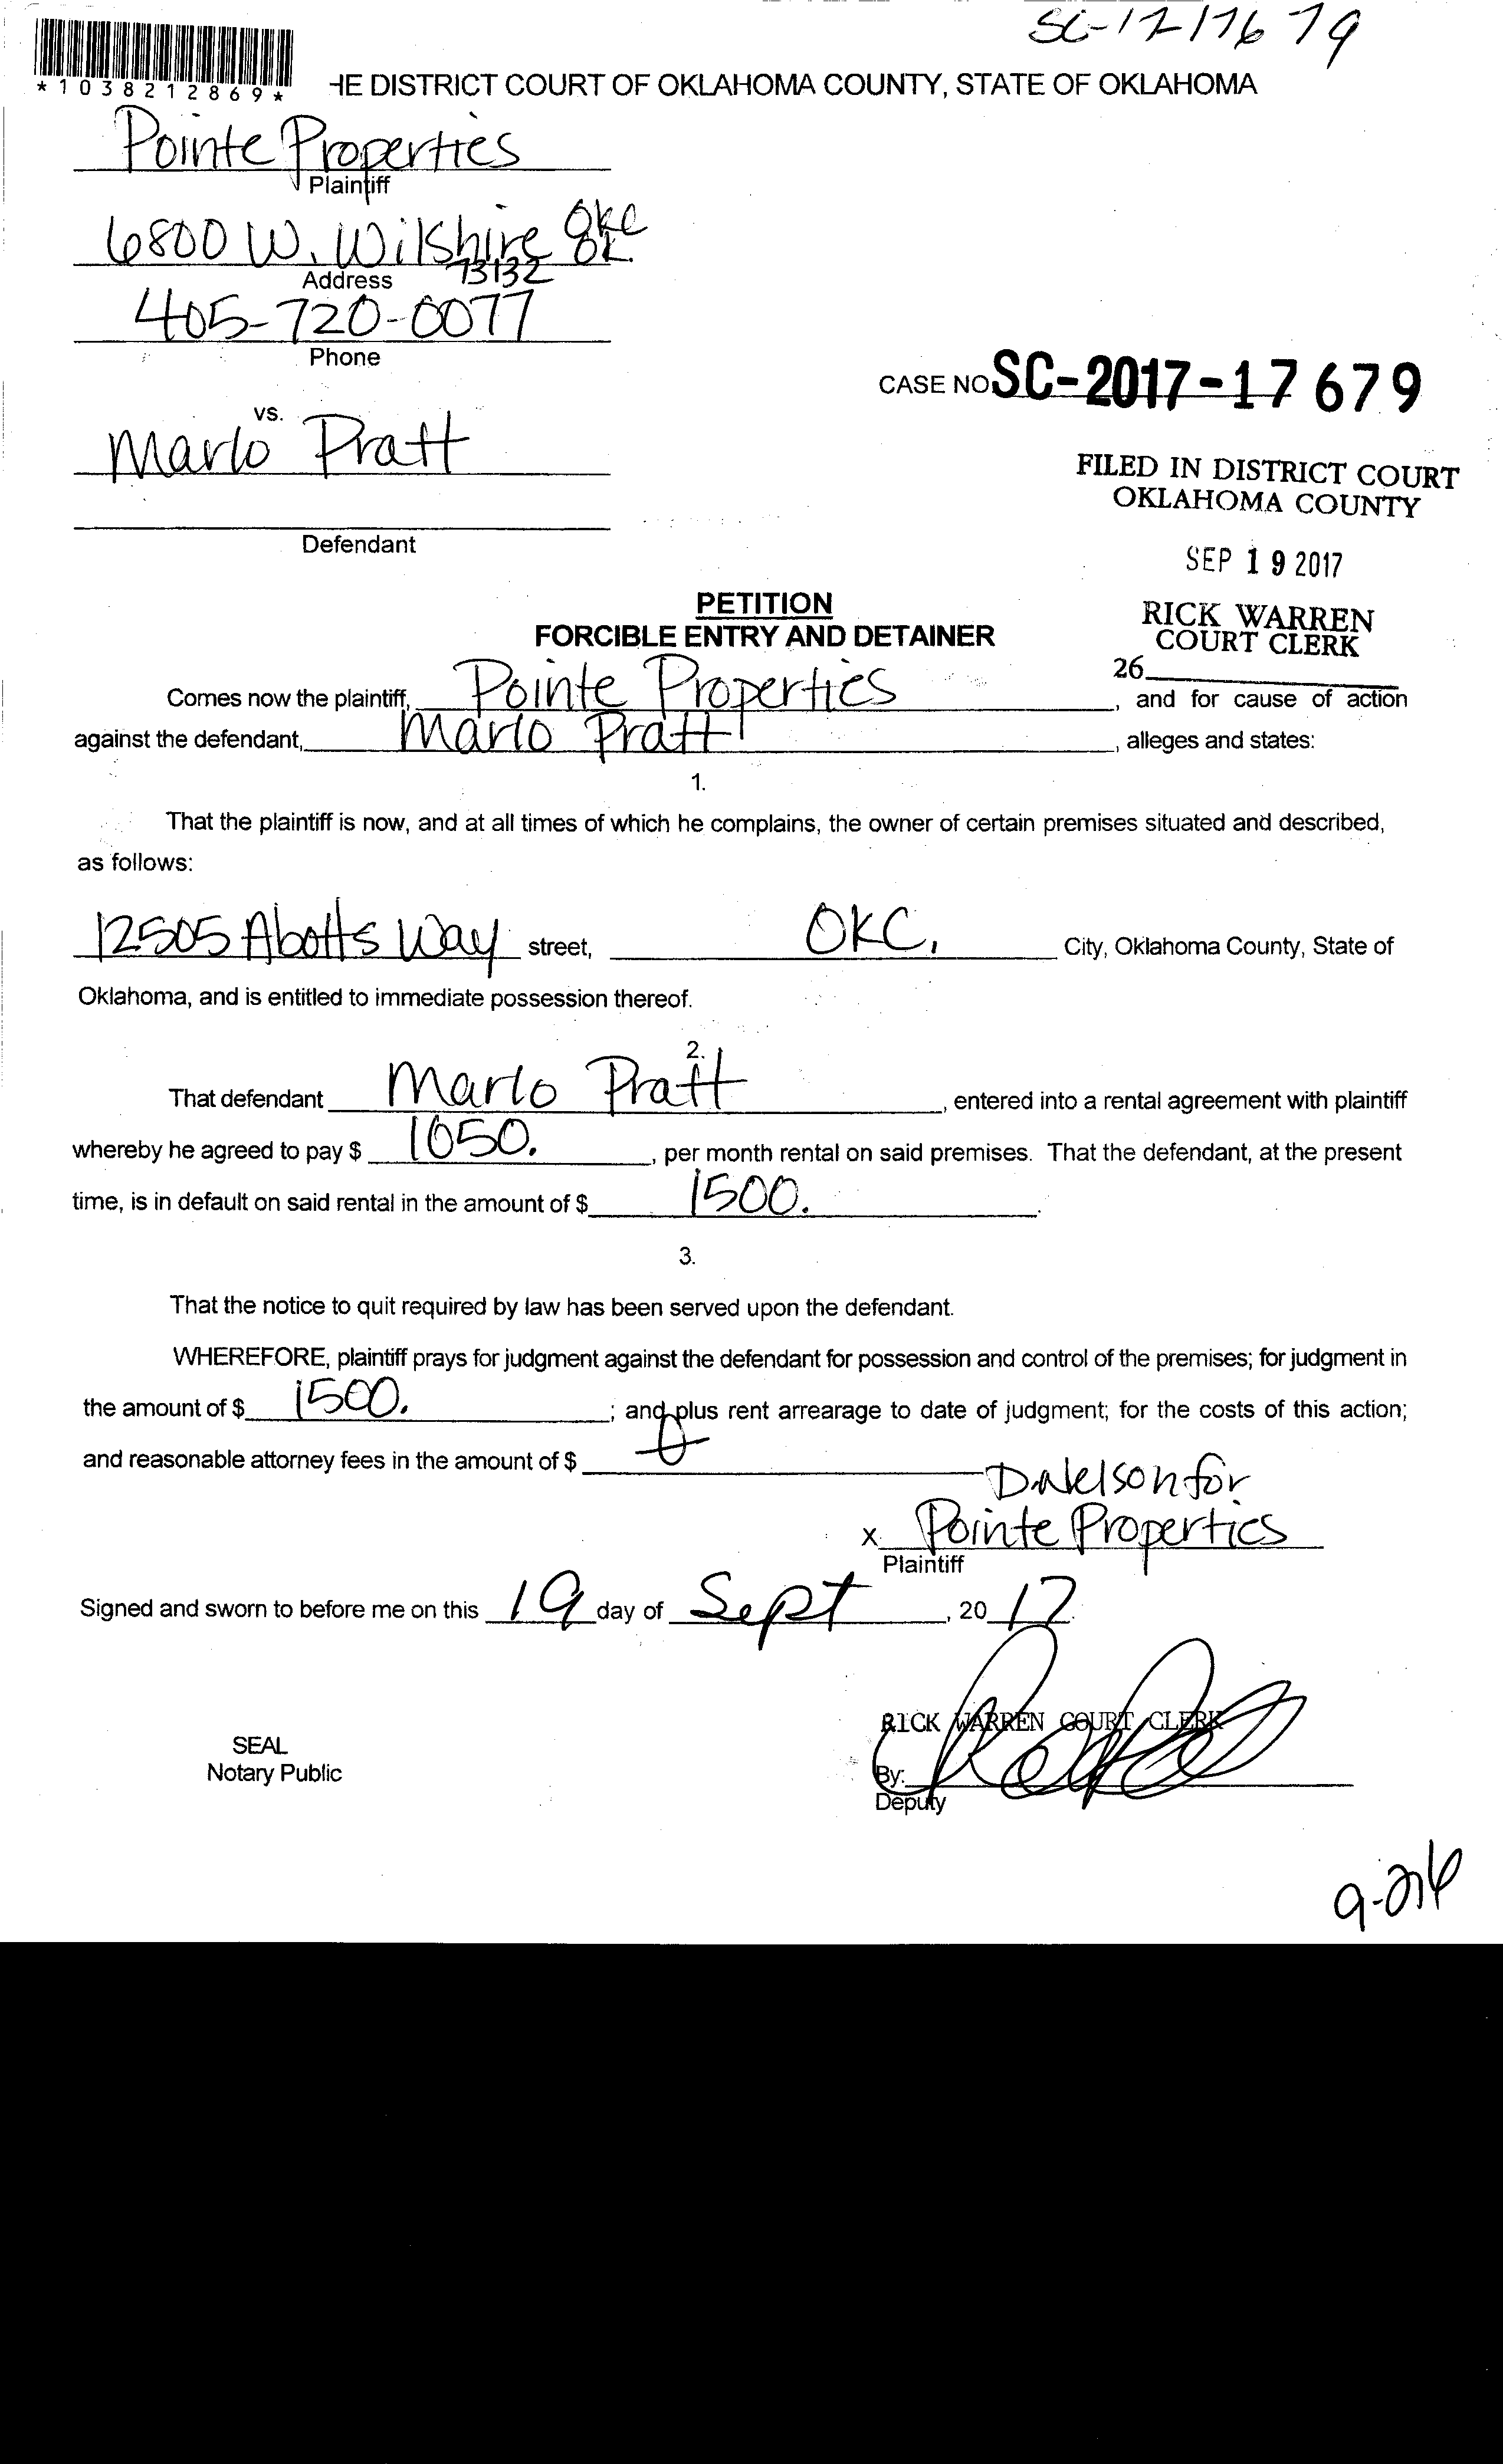 SC-17-17679
*1038212869*
HE DISTRICT COURT OF OKLAHOMA COUNTY, STATE OF OKLAHOMA
Pointe Properties
Plaintiff
6800 W. Wilshire OKC OK.
73132
Address
405-720-0077
Phone
CASE NO SC-2017-17679
vs.
Marlo Pratt
FILED IN DISTRICT COURT
OKLAHOMA COUNTY
Defendant
SEP 19 2017
PETITION
FORCIBLE ENTRY AND DETAINER
RICK WARREN
COURT CLERK
26
Comes now the plaintiff, Pointe Properties, and for cause of action
against the defendant, Marlo Pratt, alleges and states:
1.
That the plaintiff is now, and at all times of which he complains, the owner of certain premises situated and described,
as follows:
12505 Abotts Way street, OKC, City, Oklahoma County, State of
Oklahoma, and is entitled to immediate possession thereof.
2.
That defendant Marlo Pratt, entered into a rental agreement with plaintiff
whereby he agreed to pay $ 1050., per month rental on said premises. That the defendant, at the present
time, is in default on said rental in the amount of $ 1500.
3.
That the notice to quit required by law has been served upon the defendant.
WHEREFORE, plaintiff prays for judgment against the defendant for possession and control of the premises; for judgment in
the amount of $ 1500.; and plus rent arrearage to date of judgment; for the costs of this action;
and reasonable attorney fees in the amount of $ 0
for
x Pointe Properties
Plaintiff
Signed and sworn to before me on this 19 day of Sept, 2017.
RICK WARREN COURT CLERK
SEAL
Notary Public
By:
Deputy
9-26